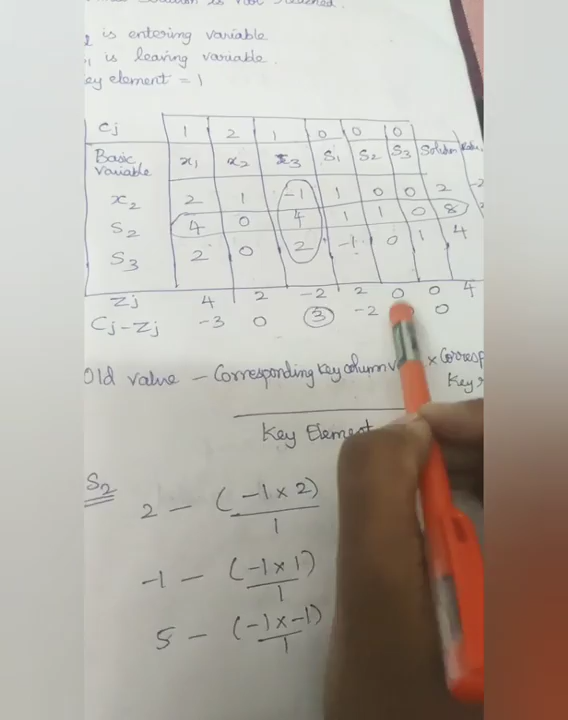 is entering variable
is leaving variable.
ey element = 1
Cj 1 2 1 0 0 0
Basic variable x1 x2 x3 S1 S2 S3 Solution
x2 2 1 -1 1 0 0 2 -2
S2 4 0 4 1 1 0 8
S3 2 0 2 -1 0 1 4
Zj 4 2 -2 2 0 0 4
Cj-Zj -3 0 3 -2 0
Old value - Corresponding Key column × Corresp
Key
Key Element
S2
2 - (-1×2)
1
-1 - (-1×1)
1
5 - (-1×-1)
1